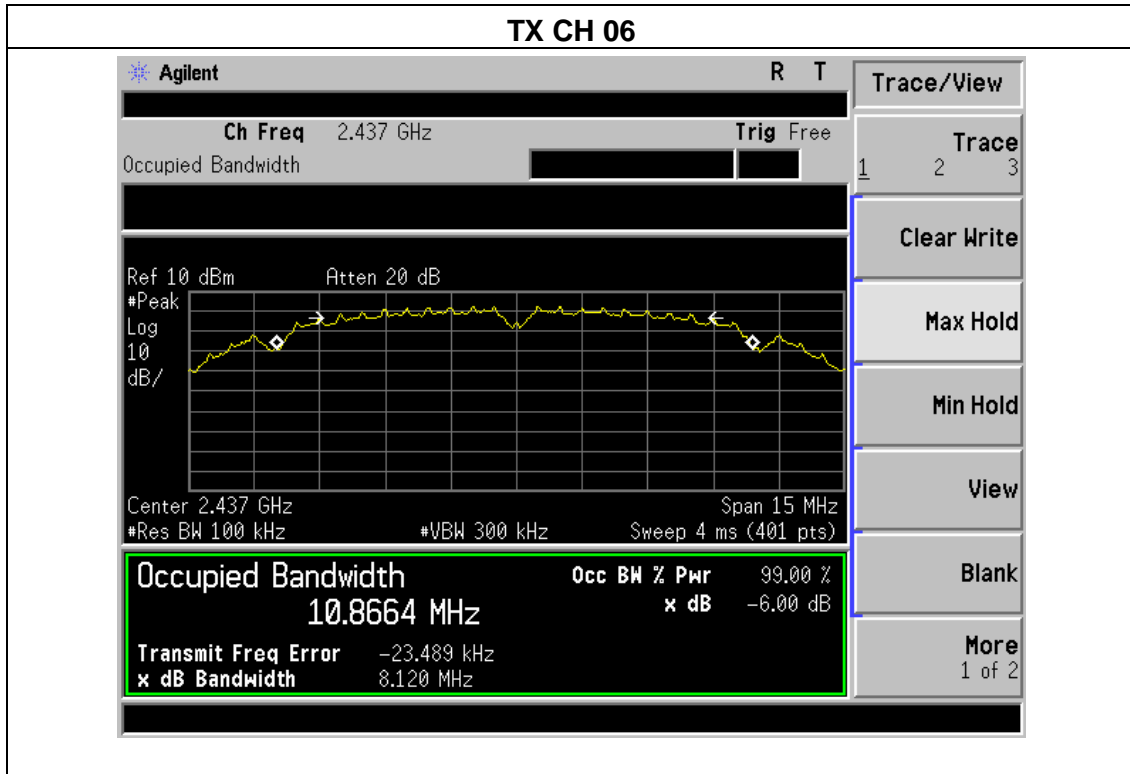 TX CH 06
Agilent R T
Trace/View
Ch Freq 2.437 GHz Trig Free
Occupied Bandwidth
Trace
1 2 3
Clear Write
Ref 10 dBm Atten 20 dB
#Peak
Log
10
dB/
Max Hold
Min Hold
View
Center 2.437 GHz Span 15 MHz
#Res BW 100 kHz #VBW 300 kHz Sweep 4 ms (401 pts)
Occupied Bandwidth Occ BW % Pwr 99.00 %
10.8664 MHz x dB -6.00 dB
Blank
Transmit Freq Error -23.489 kHz
x dB Bandwidth 8.120 MHz
More
1 of 2